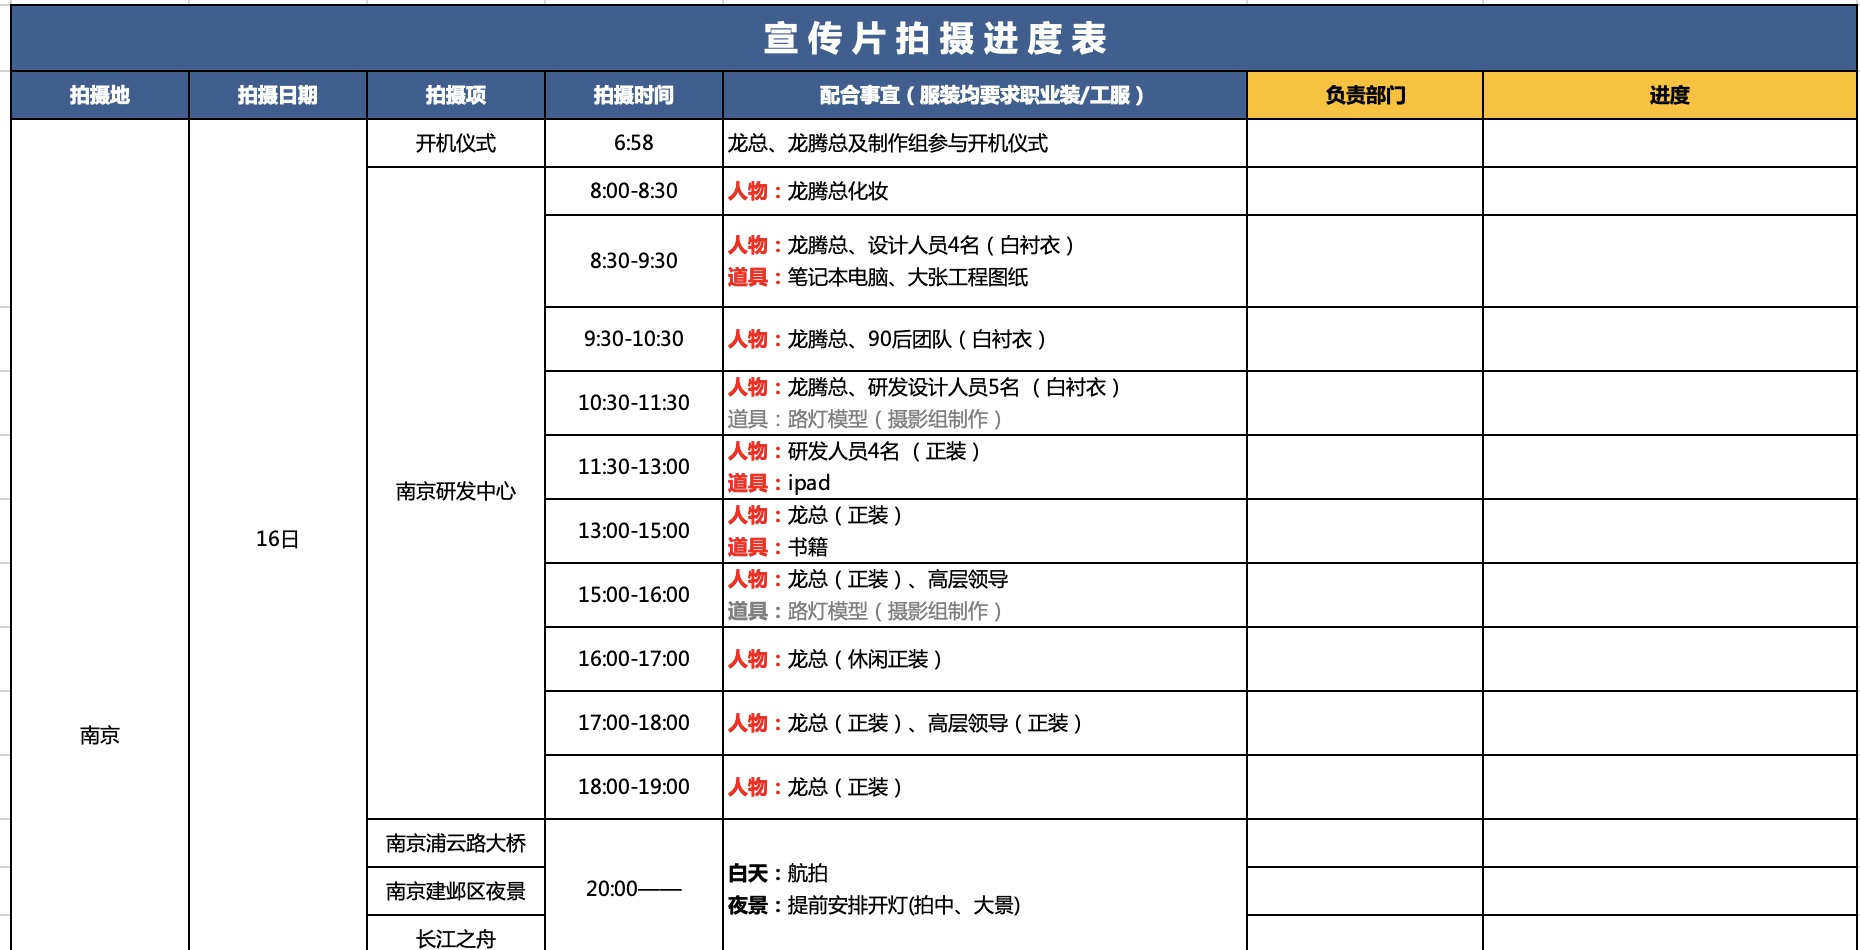 宣传片拍摄进度表
拍摄地 拍摄日期 拍摄项 拍摄时间 配合事宜（服装均要求职业装/工服） 负责部门 进度
南京
16日
开机仪式 6:58 龙总、龙腾总及制作组参与开机仪式
南京研发中心
8:00-8:30 人物：龙腾总化妆
8:30-9:30 人物：龙腾总、设计人员4名（白衬衣）
道具：笔记本电脑、大张工程图纸
9:30-10:30 人物：龙腾总、90后团队（白衬衣）
10:30-11:30 人物：龙腾总、研发设计人员5名 （白衬衣）
道具：路灯模型（摄影组制作）
11:30-13:00 人物：研发人员4名 （正装）
道具：ipad
13:00-15:00 人物：龙总（正装）
道具：书籍
15:00-16:00 人物：龙总（正装）、高层领导
道具：路灯模型（摄影组制作）
16:00-17:00 人物：龙总（休闲正装）
17:00-18:00 人物：龙总（正装）、高层领导（正装）
18:00-19:00 人物：龙总（正装）
南京浦云路大桥
南京建邺区夜景
长江之舟
20:00——
白天：航拍
夜景：提前安排开灯(拍中、大景)